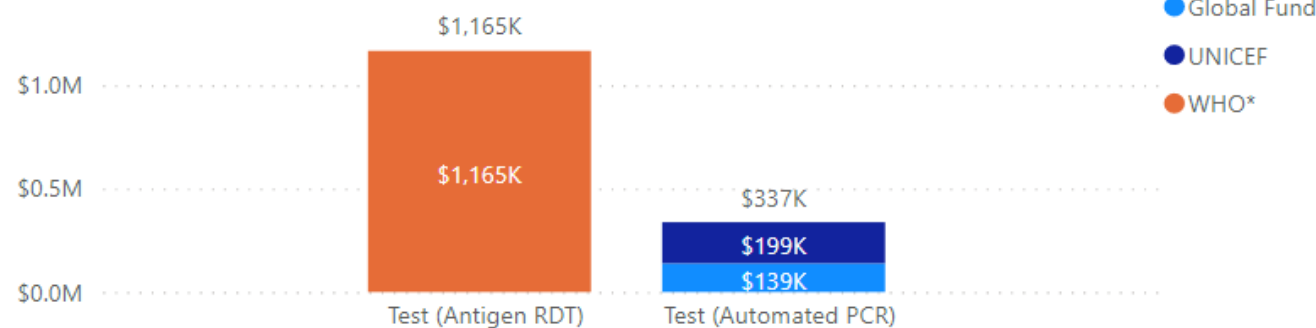 $1,165K
Global Fund
UNICEF
$1.0M
WHO*
$1,165K
$0.5M
$337K
$199K
$139K
$0.0M
Test (Antigen RDT)
Test (Automated PCR)